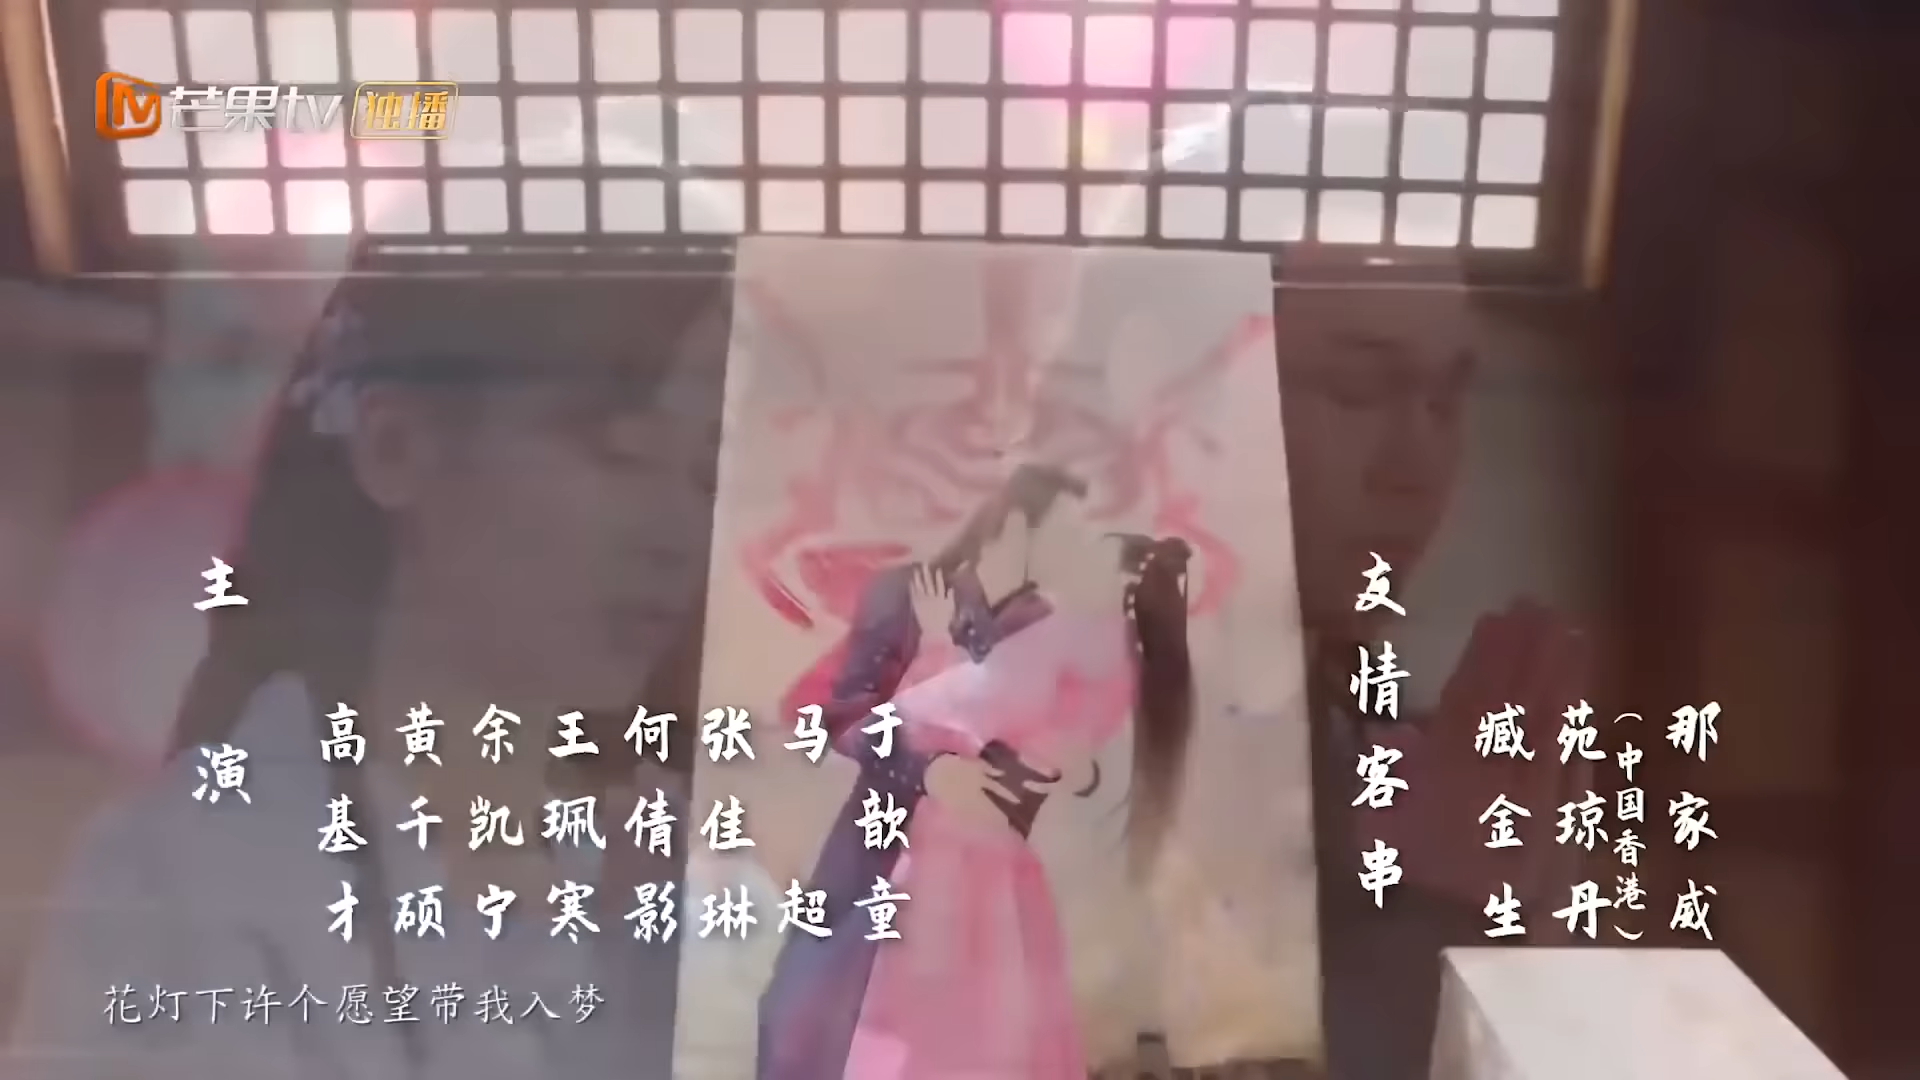 芒果tv 独播
主演
高基才
黄千硕
余凯宁
王珮寒
何倩影
张佳琳
马超
于歆童
友情客串
臧金生
苑琼丹
(中国香港)
那家威
花灯下许个愿望带我入梦